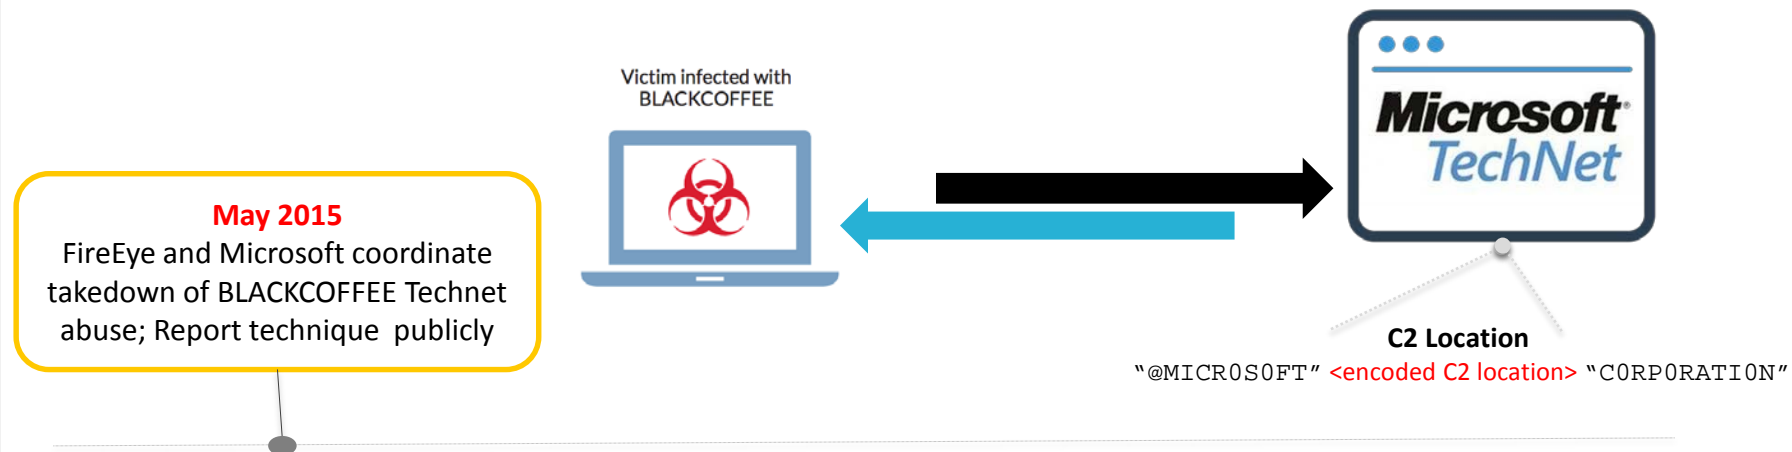 Victim infected with
BLACKCOFFEE
Microsoft®
TechNet
May 2015
FireEye and Microsoft coordinate
takedown of BLACKCOFFEE Technet
abuse; Report technique publicly
C2 Location
“@MICR0S0FT” <encoded C2 location> “C0RP0RATI0N”